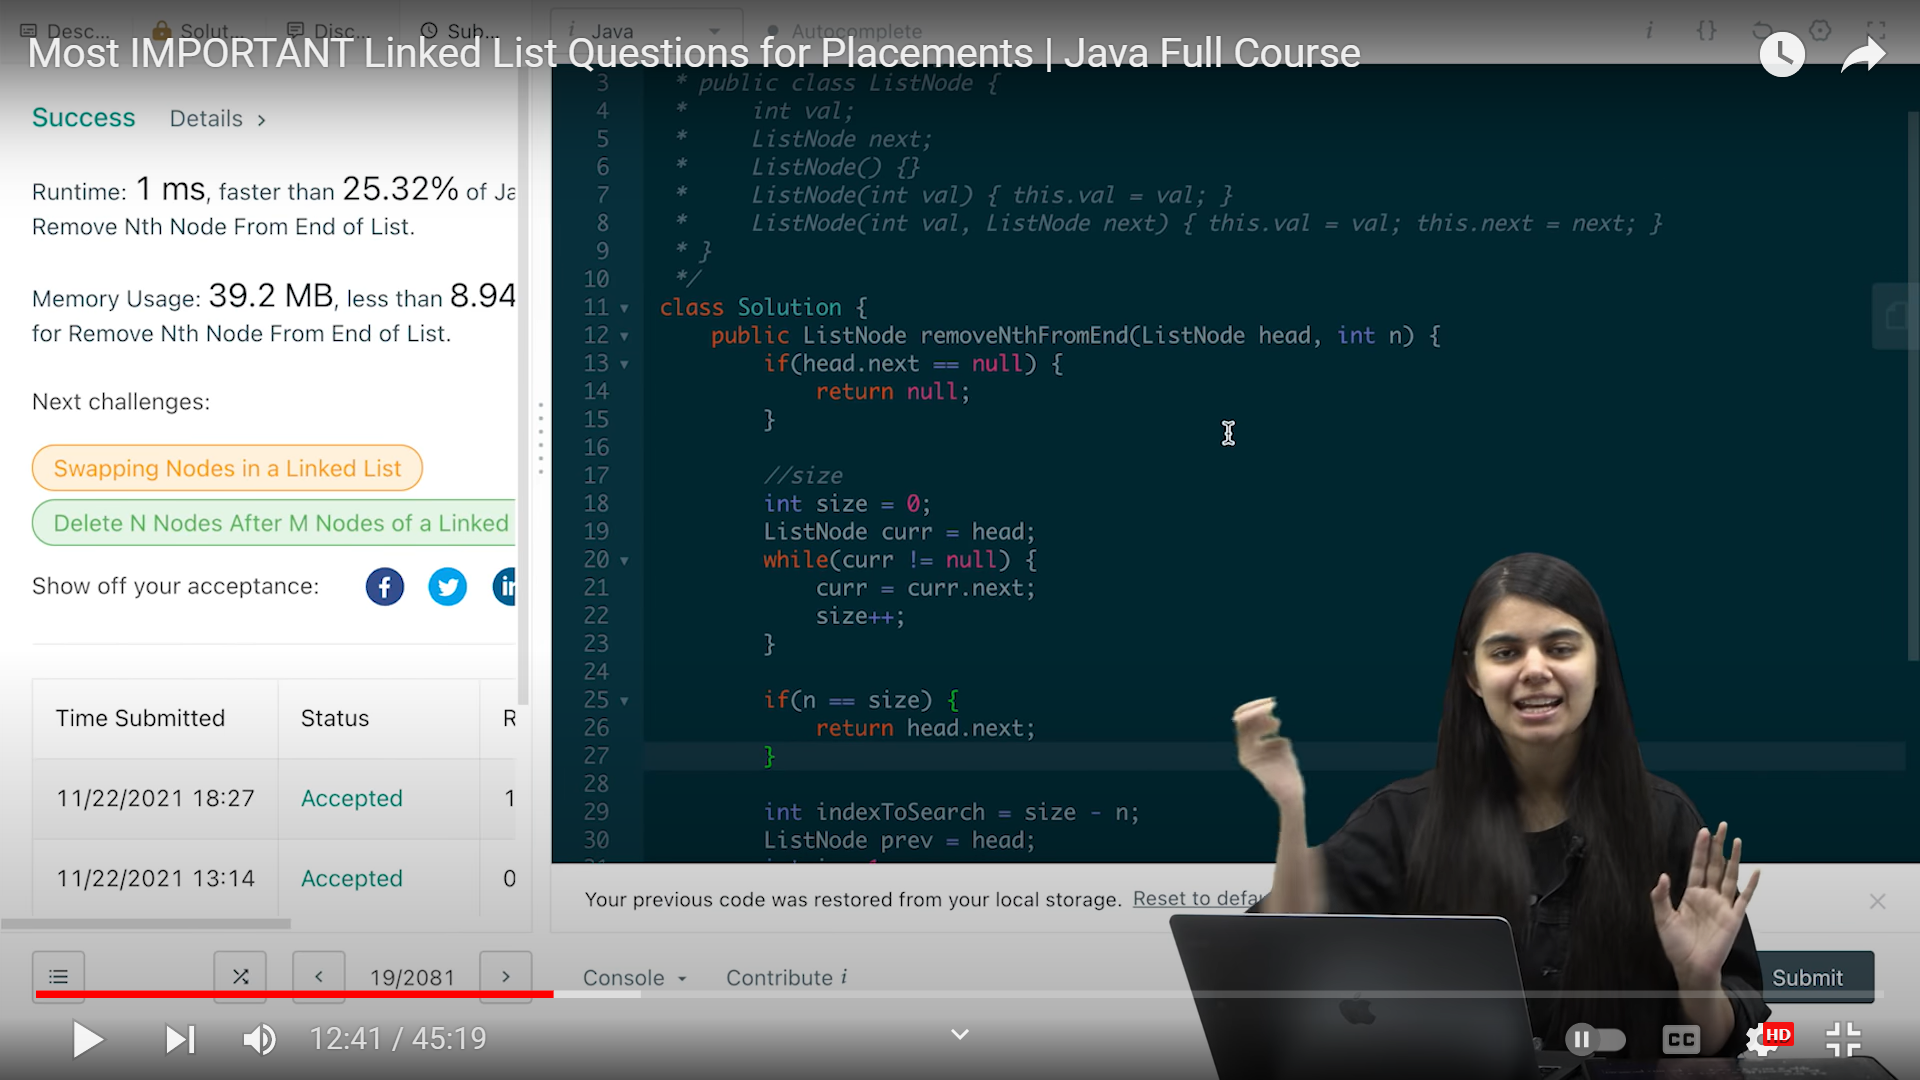 Desc...
Solut...
Disc...
Sub...
i Java
Autocomplete
i {}
Most IMPORTANT Linked List Questions for Placements | Java Full Course
Success Details >
Runtime: 1 ms, faster than 25.32% of Ja
Remove Nth Node From End of List.
Memory Usage: 39.2 MB, less than 8.94
for Remove Nth Node From End of List.
Next challenges:
Swapping Nodes in a Linked List
Delete N Nodes After M Nodes of a Linked
Show off your acceptance:
Time Submitted Status R
11/22/2021 18:27 Accepted 1
11/22/2021 13:14 Accepted 0
19/2081
3 * public class ListNode {
4 * int val;
5 * ListNode next;
6 * ListNode() {}
7 * ListNode(int val) { this.val = val; }
8 * ListNode(int val, ListNode next) { this.val = val; this.next = next; }
9 * }
10 */
11 class Solution {
12 public ListNode removeNthFromEnd(ListNode head, int n) {
13 if(head.next == null) {
14 return null;
15 }
16
17 //size
18 int size = 0;
19 ListNode curr = head;
20 while(curr != null) {
21 curr = curr.next;
22 size++;
23 }
24
25 if(n == size) {
26 return head.next;
27 }
28
29 int indexToSearch = size - n;
30 ListNode prev = head;
Your previous code was restored from your local storage. Reset to defau
Console Contribute i
Submit
12:41 / 45:19
CC
HD